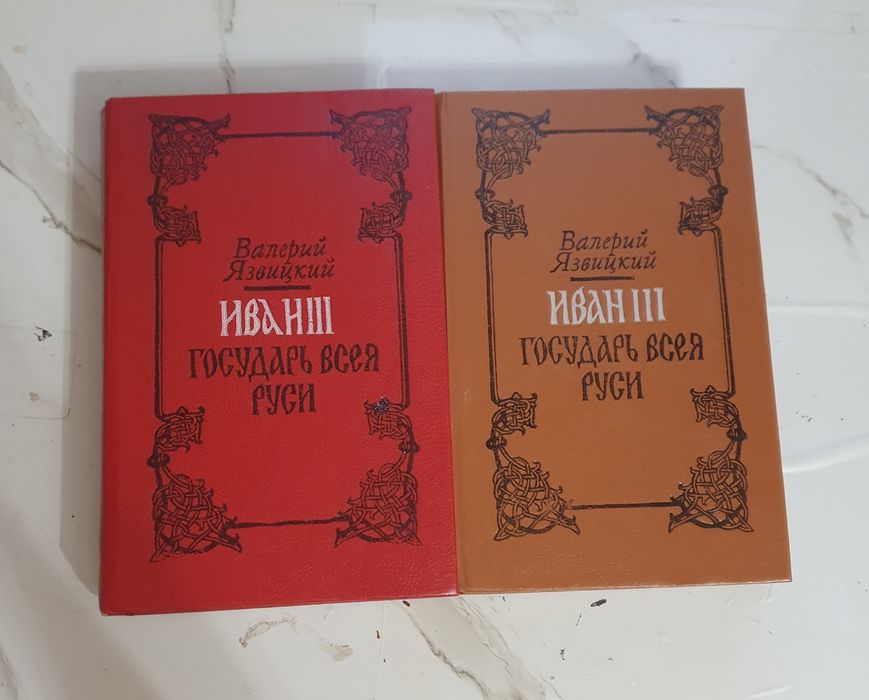 Валерий
Язвицкий
ИВАН III
ГОСУДАРЬ ВСЕЯ
РУСИ
Валерий
Язвицкий
ИВАН III
ГОСУДАРЬ ВСЕЯ
РУСИ